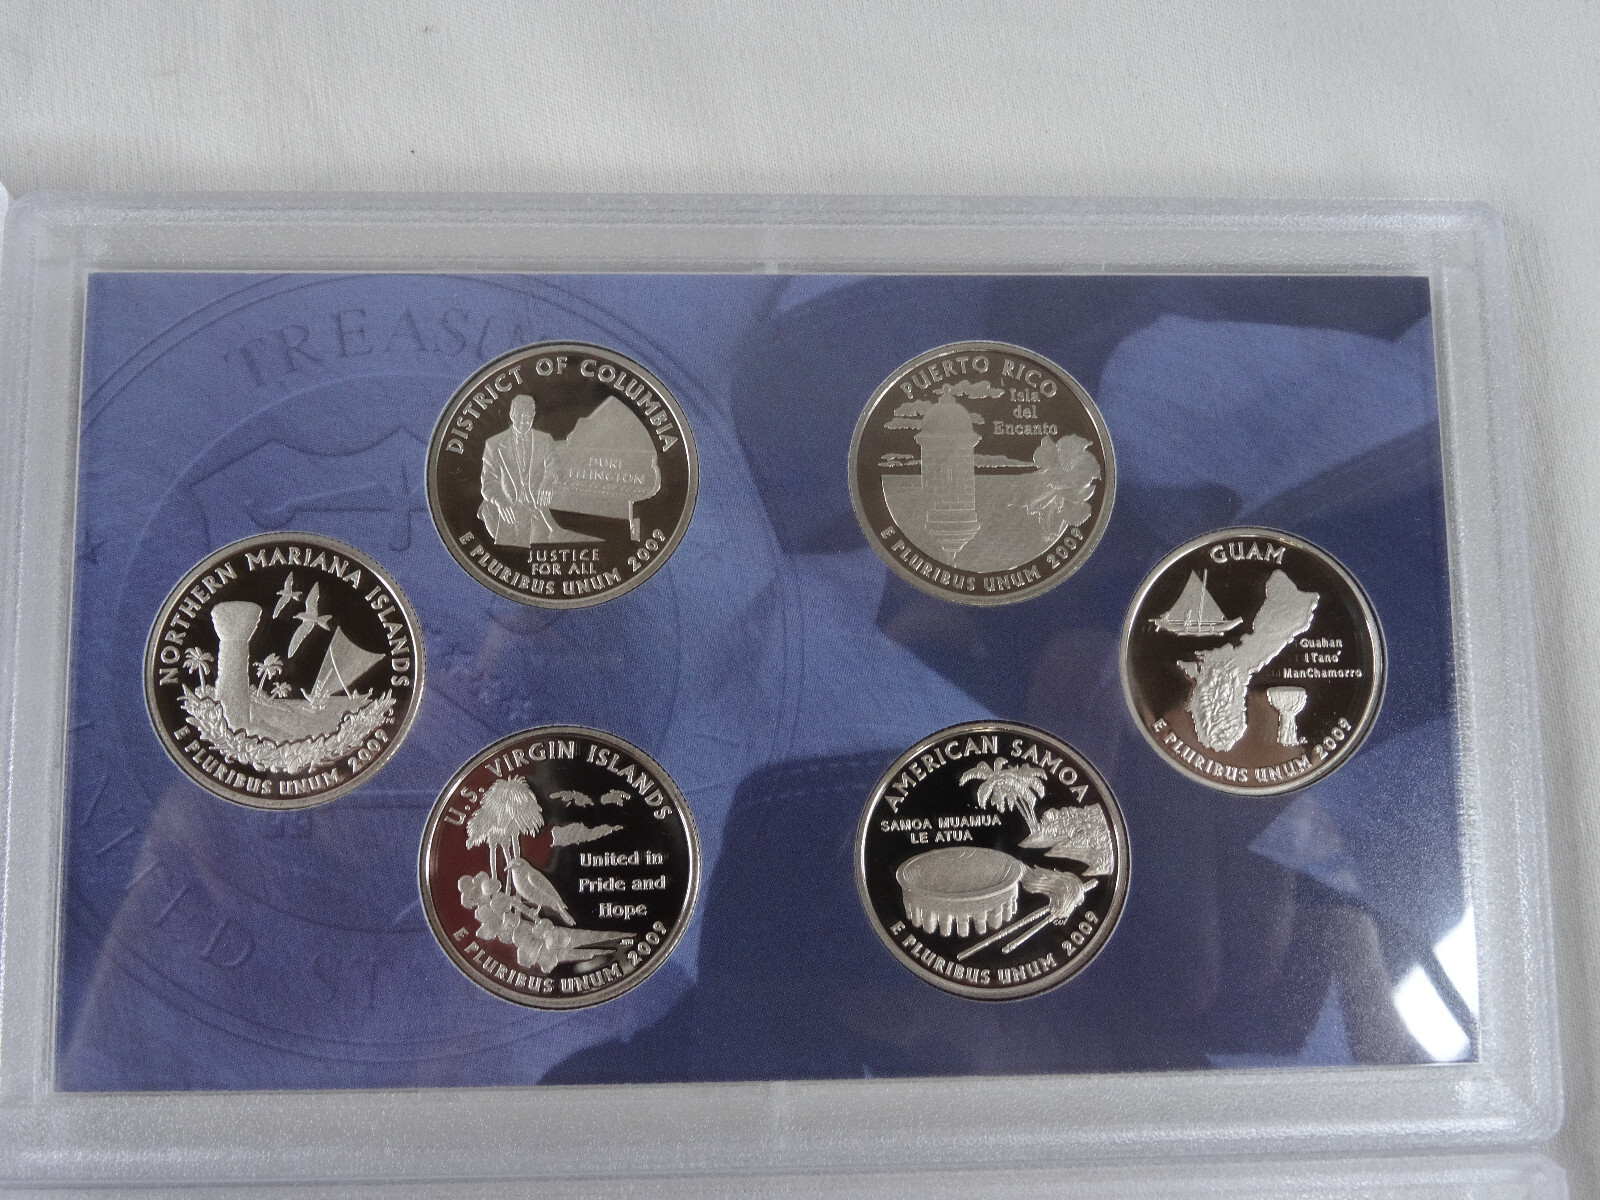 TREASU
DISTRICT OF COLUMBIA
DUKE
ELLINGTON
JUSTICE
FOR ALL
E PLURIBUS UNUM 2009
PUERTO RICO
Isla
del
Encanto
E PLURIBUS UNUM 2009
NORTHERN MARIANA ISLANDS
E PLURIBUS UNUM 2009
GUAM
Guahan
I Tano'
ManChamorro
E PLURIBUS UNUM 2009
U.S. VIRGIN ISLANDS
United in
Pride and
Hope
E PLURIBUS UNUM 2009
AMERICAN SAMOA
SAMOA MUAMUA
LE ATUA
E PLURIBUS UNUM 2009